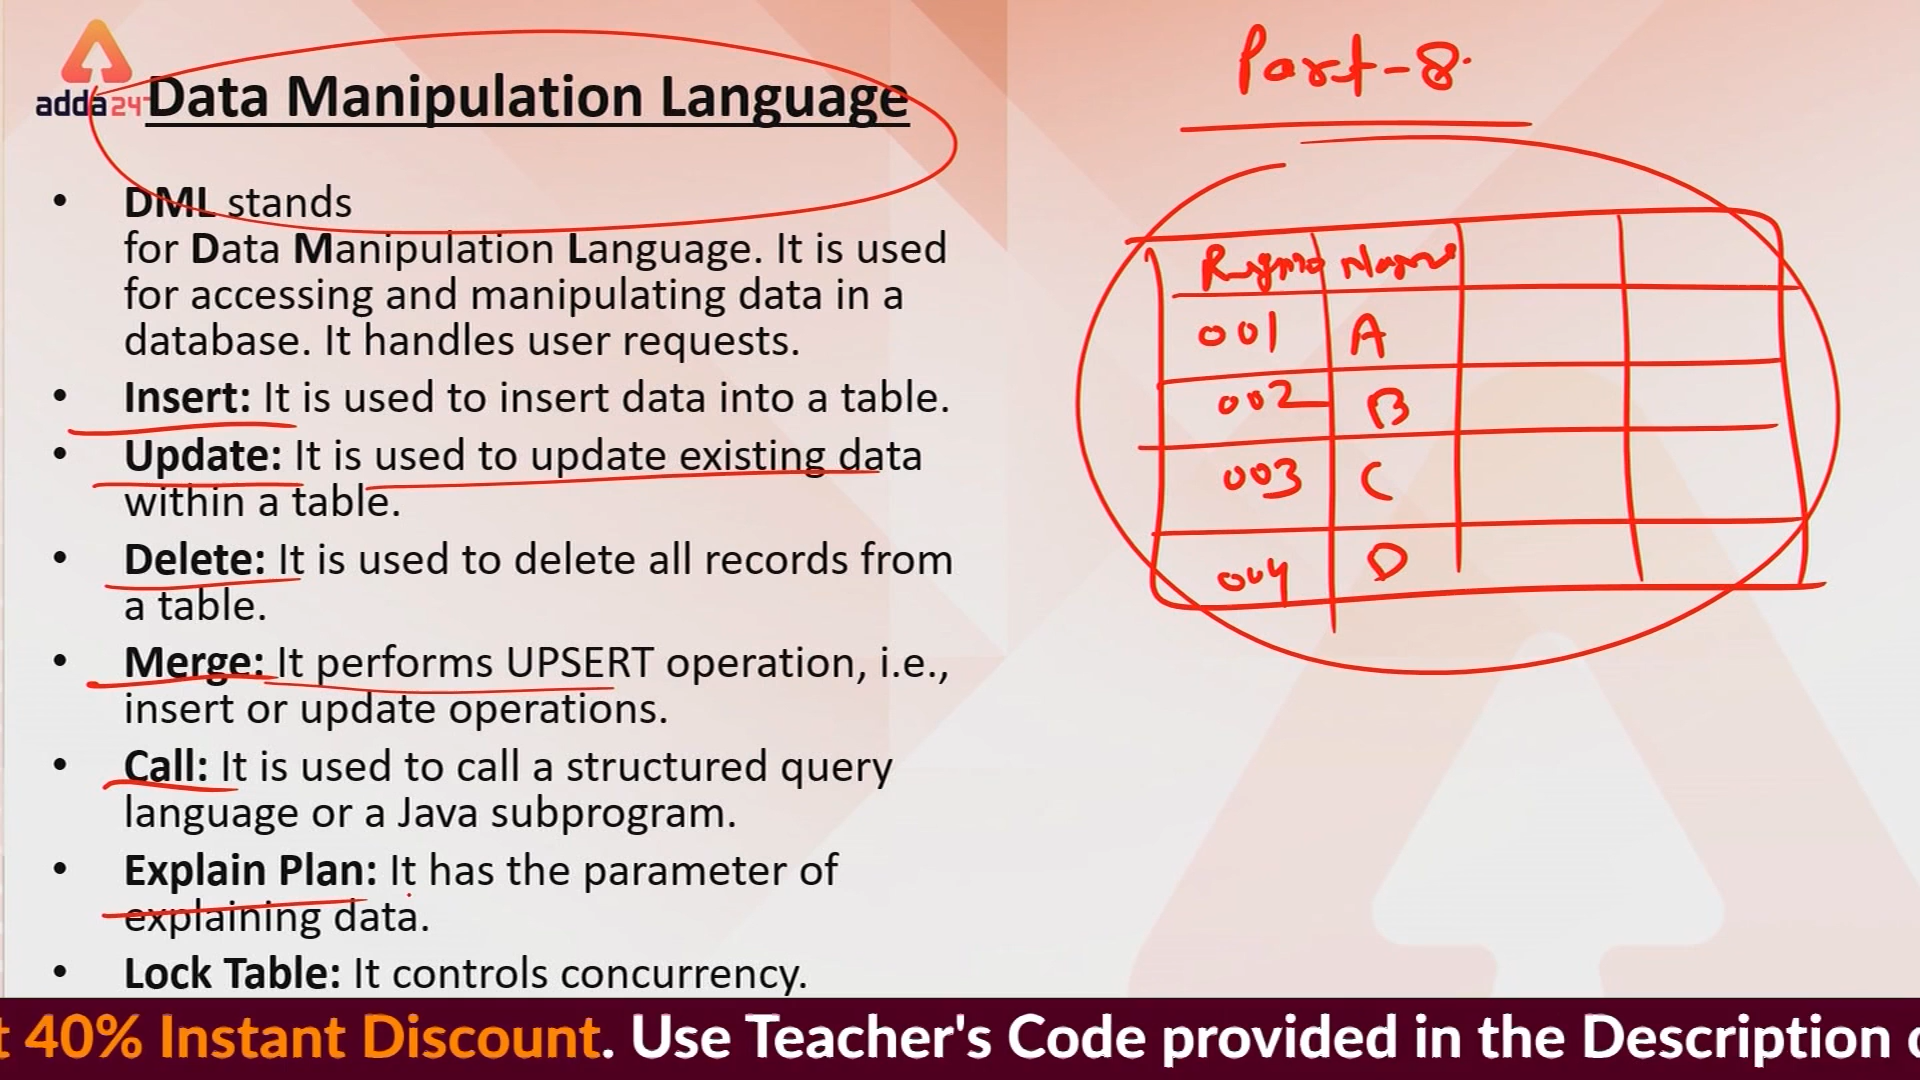 adda247
Data Manipulation Language
• DML stands
for Data Manipulation Language. It is used
for accessing and manipulating data in a
database. It handles user requests.
• Insert: It is used to insert data into a table.
• Update: It is used to update existing data
within a table.
• Delete: It is used to delete all records from
a table.
• Merge: It performs UPSERT operation, i.e.,
insert or update operations.
• Call: It is used to call a structured query
language or a Java subprogram.
• Explain Plan: It has the parameter of
explaining data.
• Lock Table: It controls concurrency.
Part-8
Name
001 A
002 B
003 C
004 D
t 40% Instant Discount. Use Teacher's Code provided in the Description